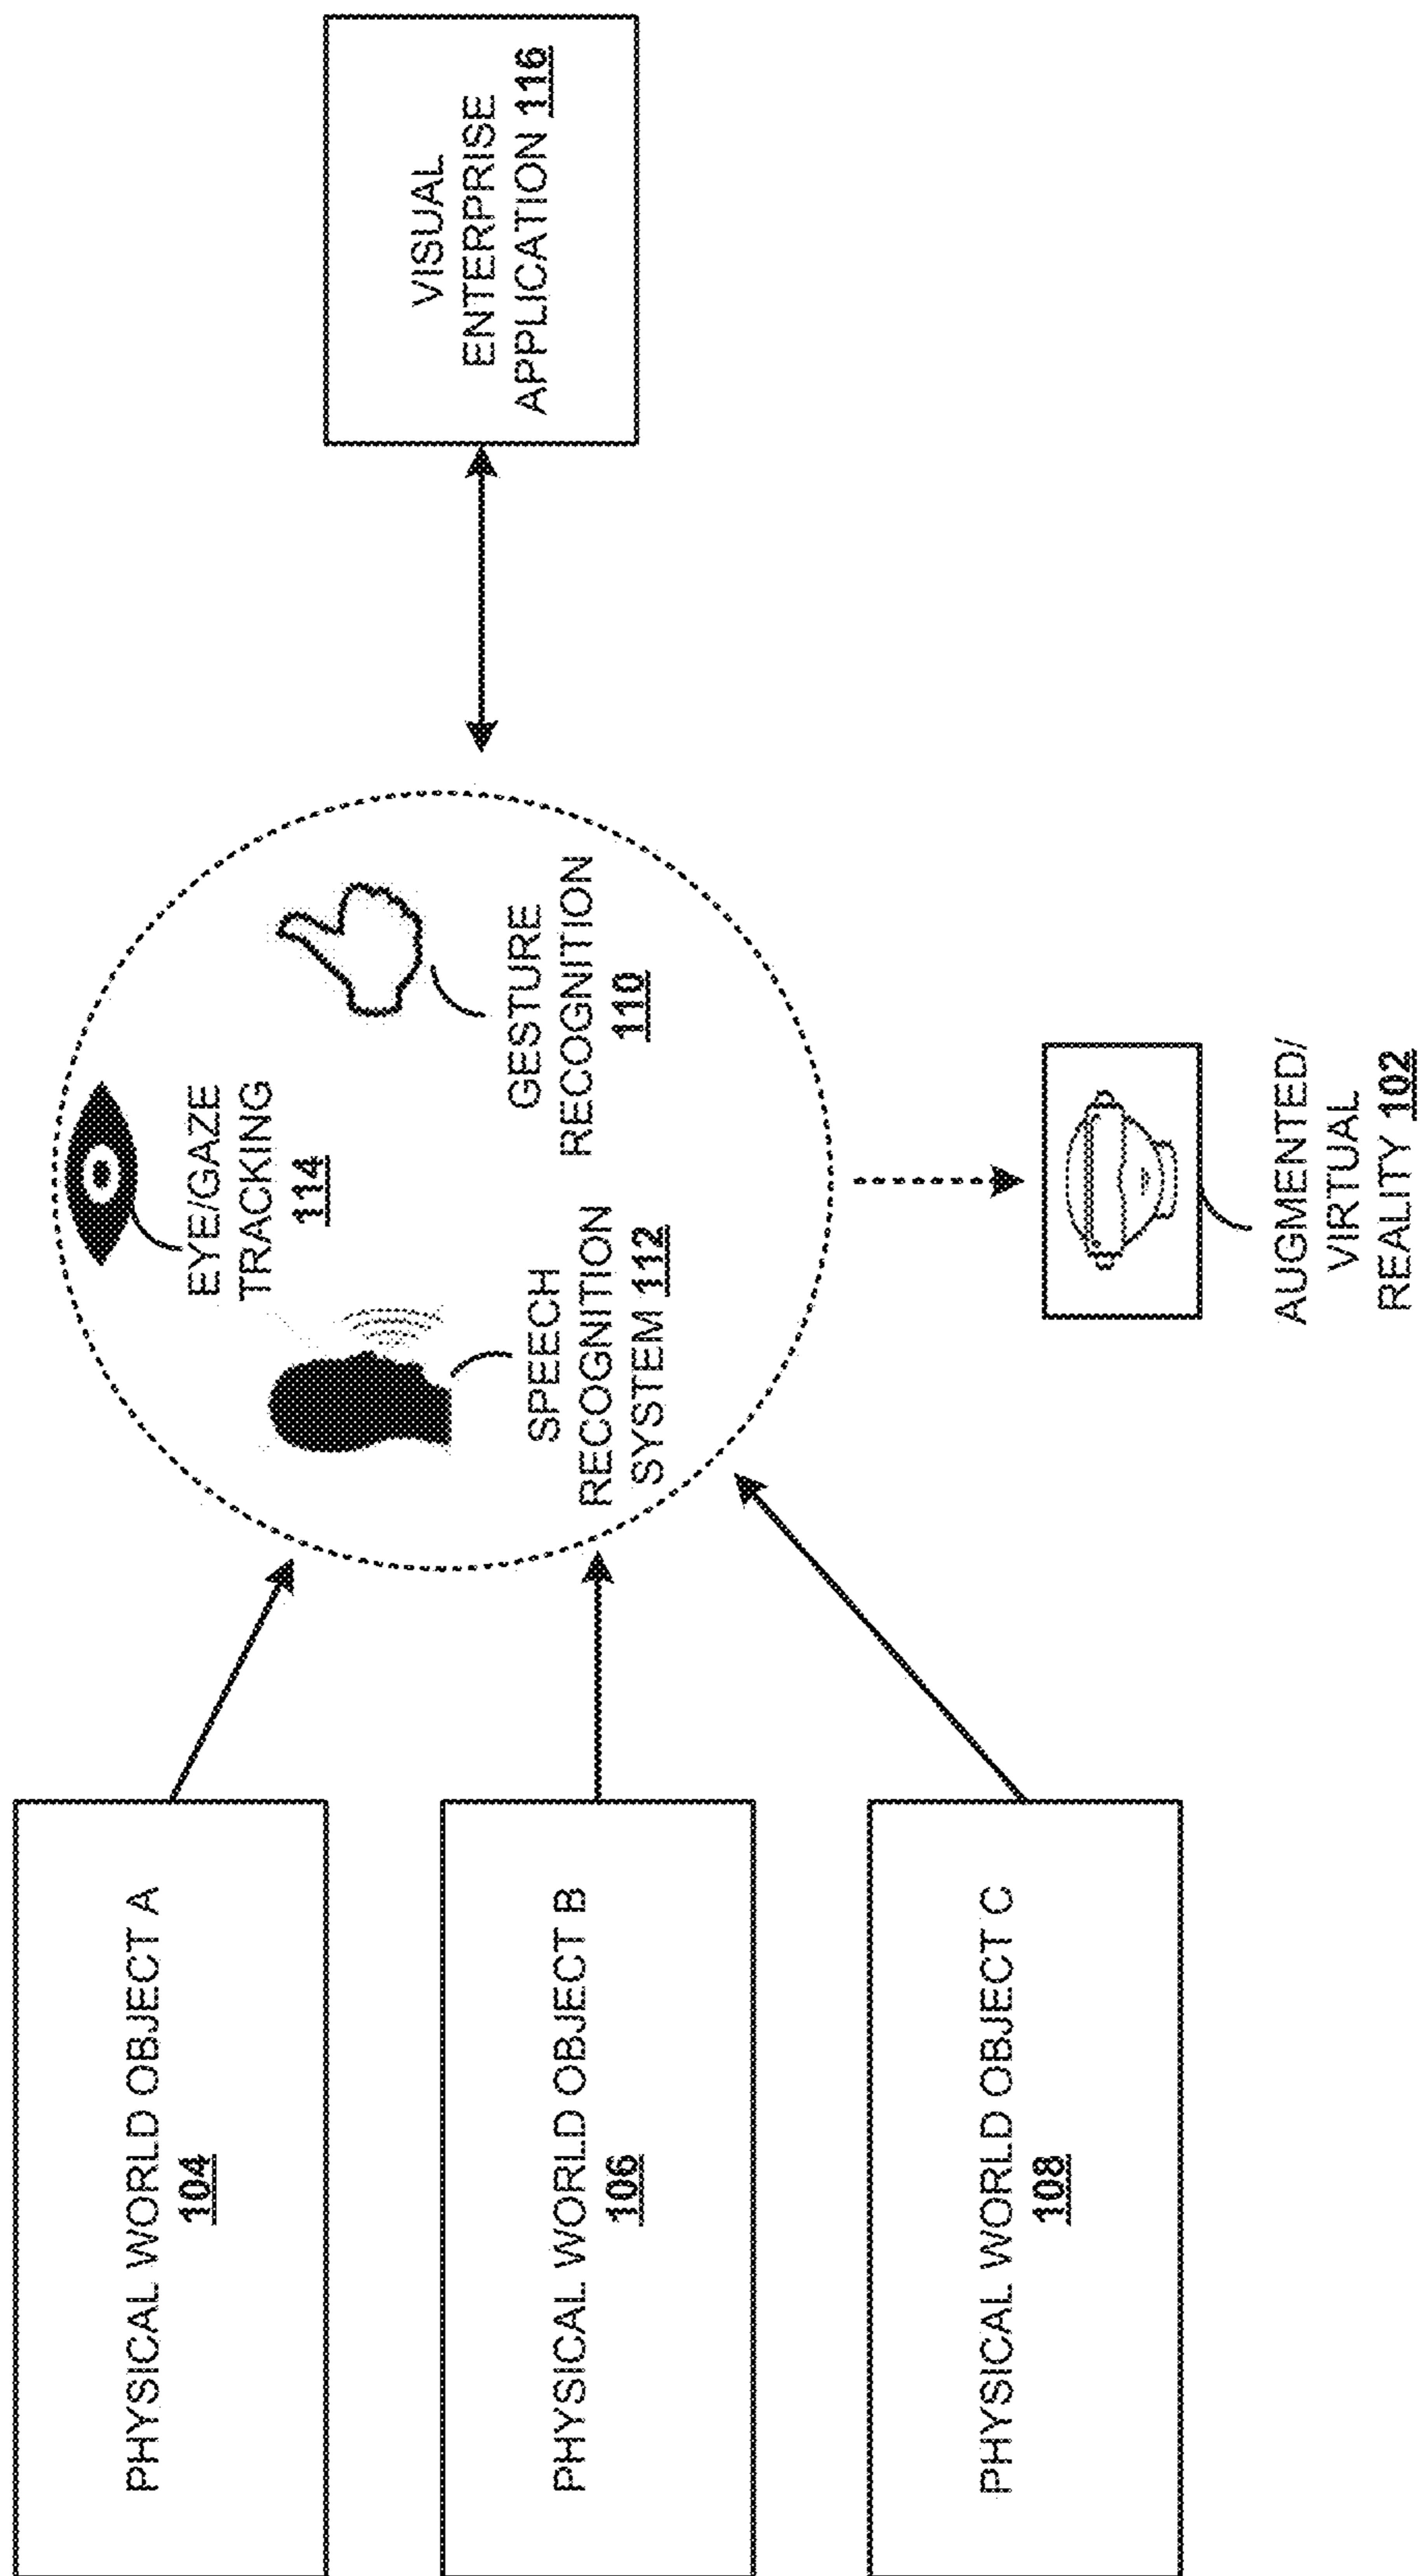 PHYSICAL WORLD OBJECT A
104
PHYSICAL WORLD OBJECT B
106
PHYSICAL WORLD OBJECT C
108
EYE/GAZE
TRACKING
114
SPEECH
RECOGNITION
SYSTEM 112
GESTURE
RECOGNITION
110
AUGMENTED/
VIRTUAL
REALITY 102
VISUAL
ENTERPRISE
APPLICATION 116